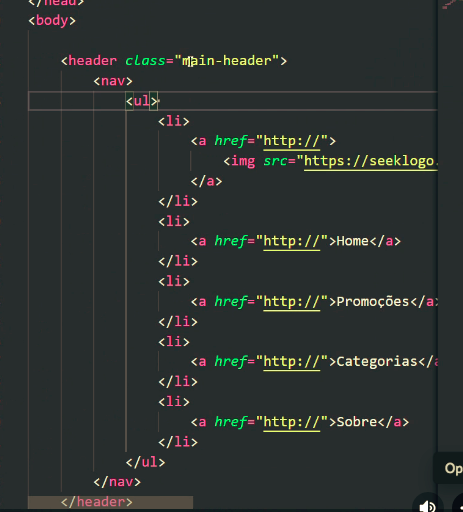 </head>
<body>
<header class="main-header">
<nav>
<ul>
<li>
<a href="http://">
<img src="https://seeklogo.
</a>
</li>
<li>
<a href="http://">Home</a>
</li>
<li>
<a href="http://">Promoções</a
</li>
<li>
<a href="http://">Categorias</a
</li>
<li>
<a href="http://">Sobre</a>
</li>
</ul>
</nav>
Op
</header>